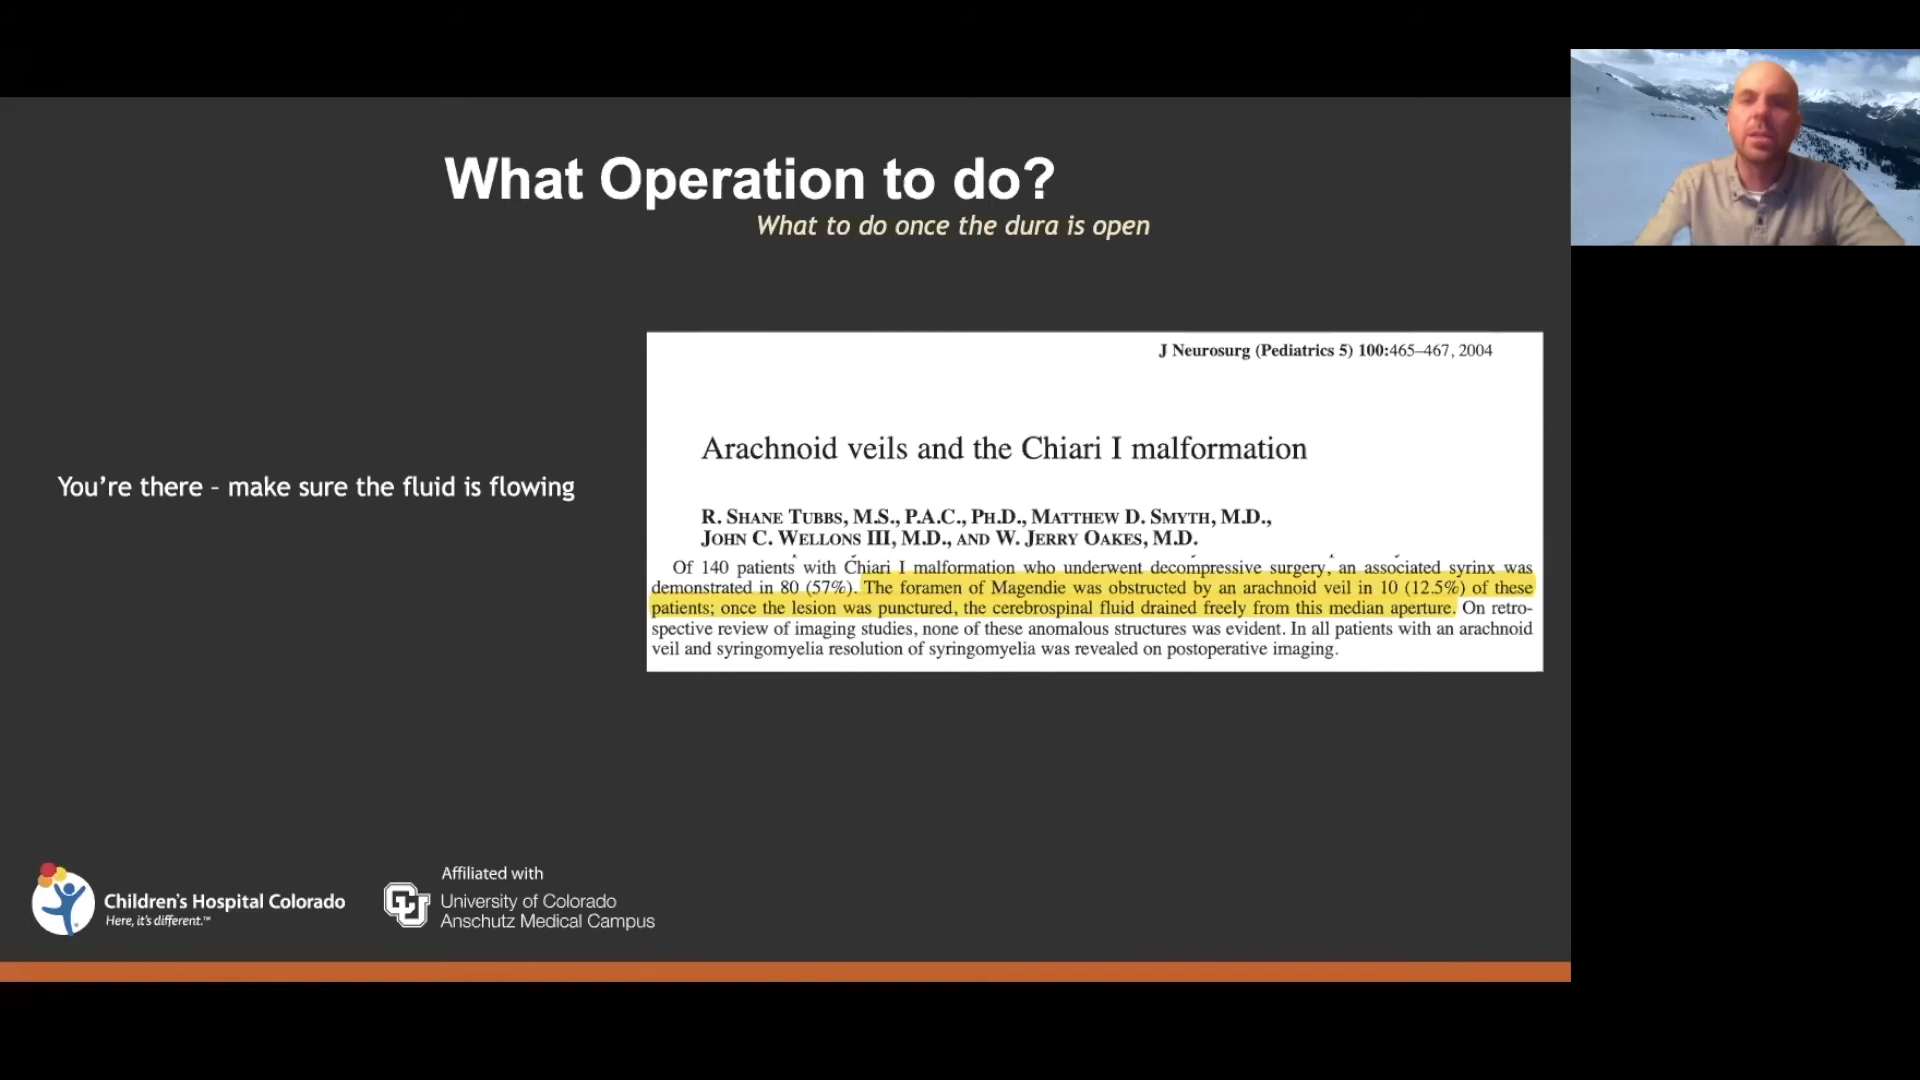 What Operation to do?
What to do once the dura is open
You're there – make sure the fluid is flowing
J Neurosurg (Pediatrics 5) 100:465–467, 2004
Arachnoid veils and the Chiari I malformation
R. SHANE TUBBS, M.S., P.A.C., PH.D., MATTHEW D. SMYTH, M.D.,
JOHN C. WELLONS III, M.D., AND W. JERRY OAKES, M.D.
Of 140 patients with Chiari I malformation who underwent decompressive surgery, an associated syrinx was
demonstrated in 80 (57%). The foramen of Magendie was obstructed by an arachnoid veil in 10 (12.5%) of these
patients; once the lesion was punctured, the cerebrospinal fluid drained freely from this median aperture. On retro-
spective review of imaging studies, none of these anomalous structures was evident. In all patients with an arachnoid
veil and syringomyelia resolution of syringomyelia was revealed on postoperative imaging.
Children's Hospital Colorado
Here, it's different.™
Affiliated with
University of Colorado
Anschutz Medical Campus